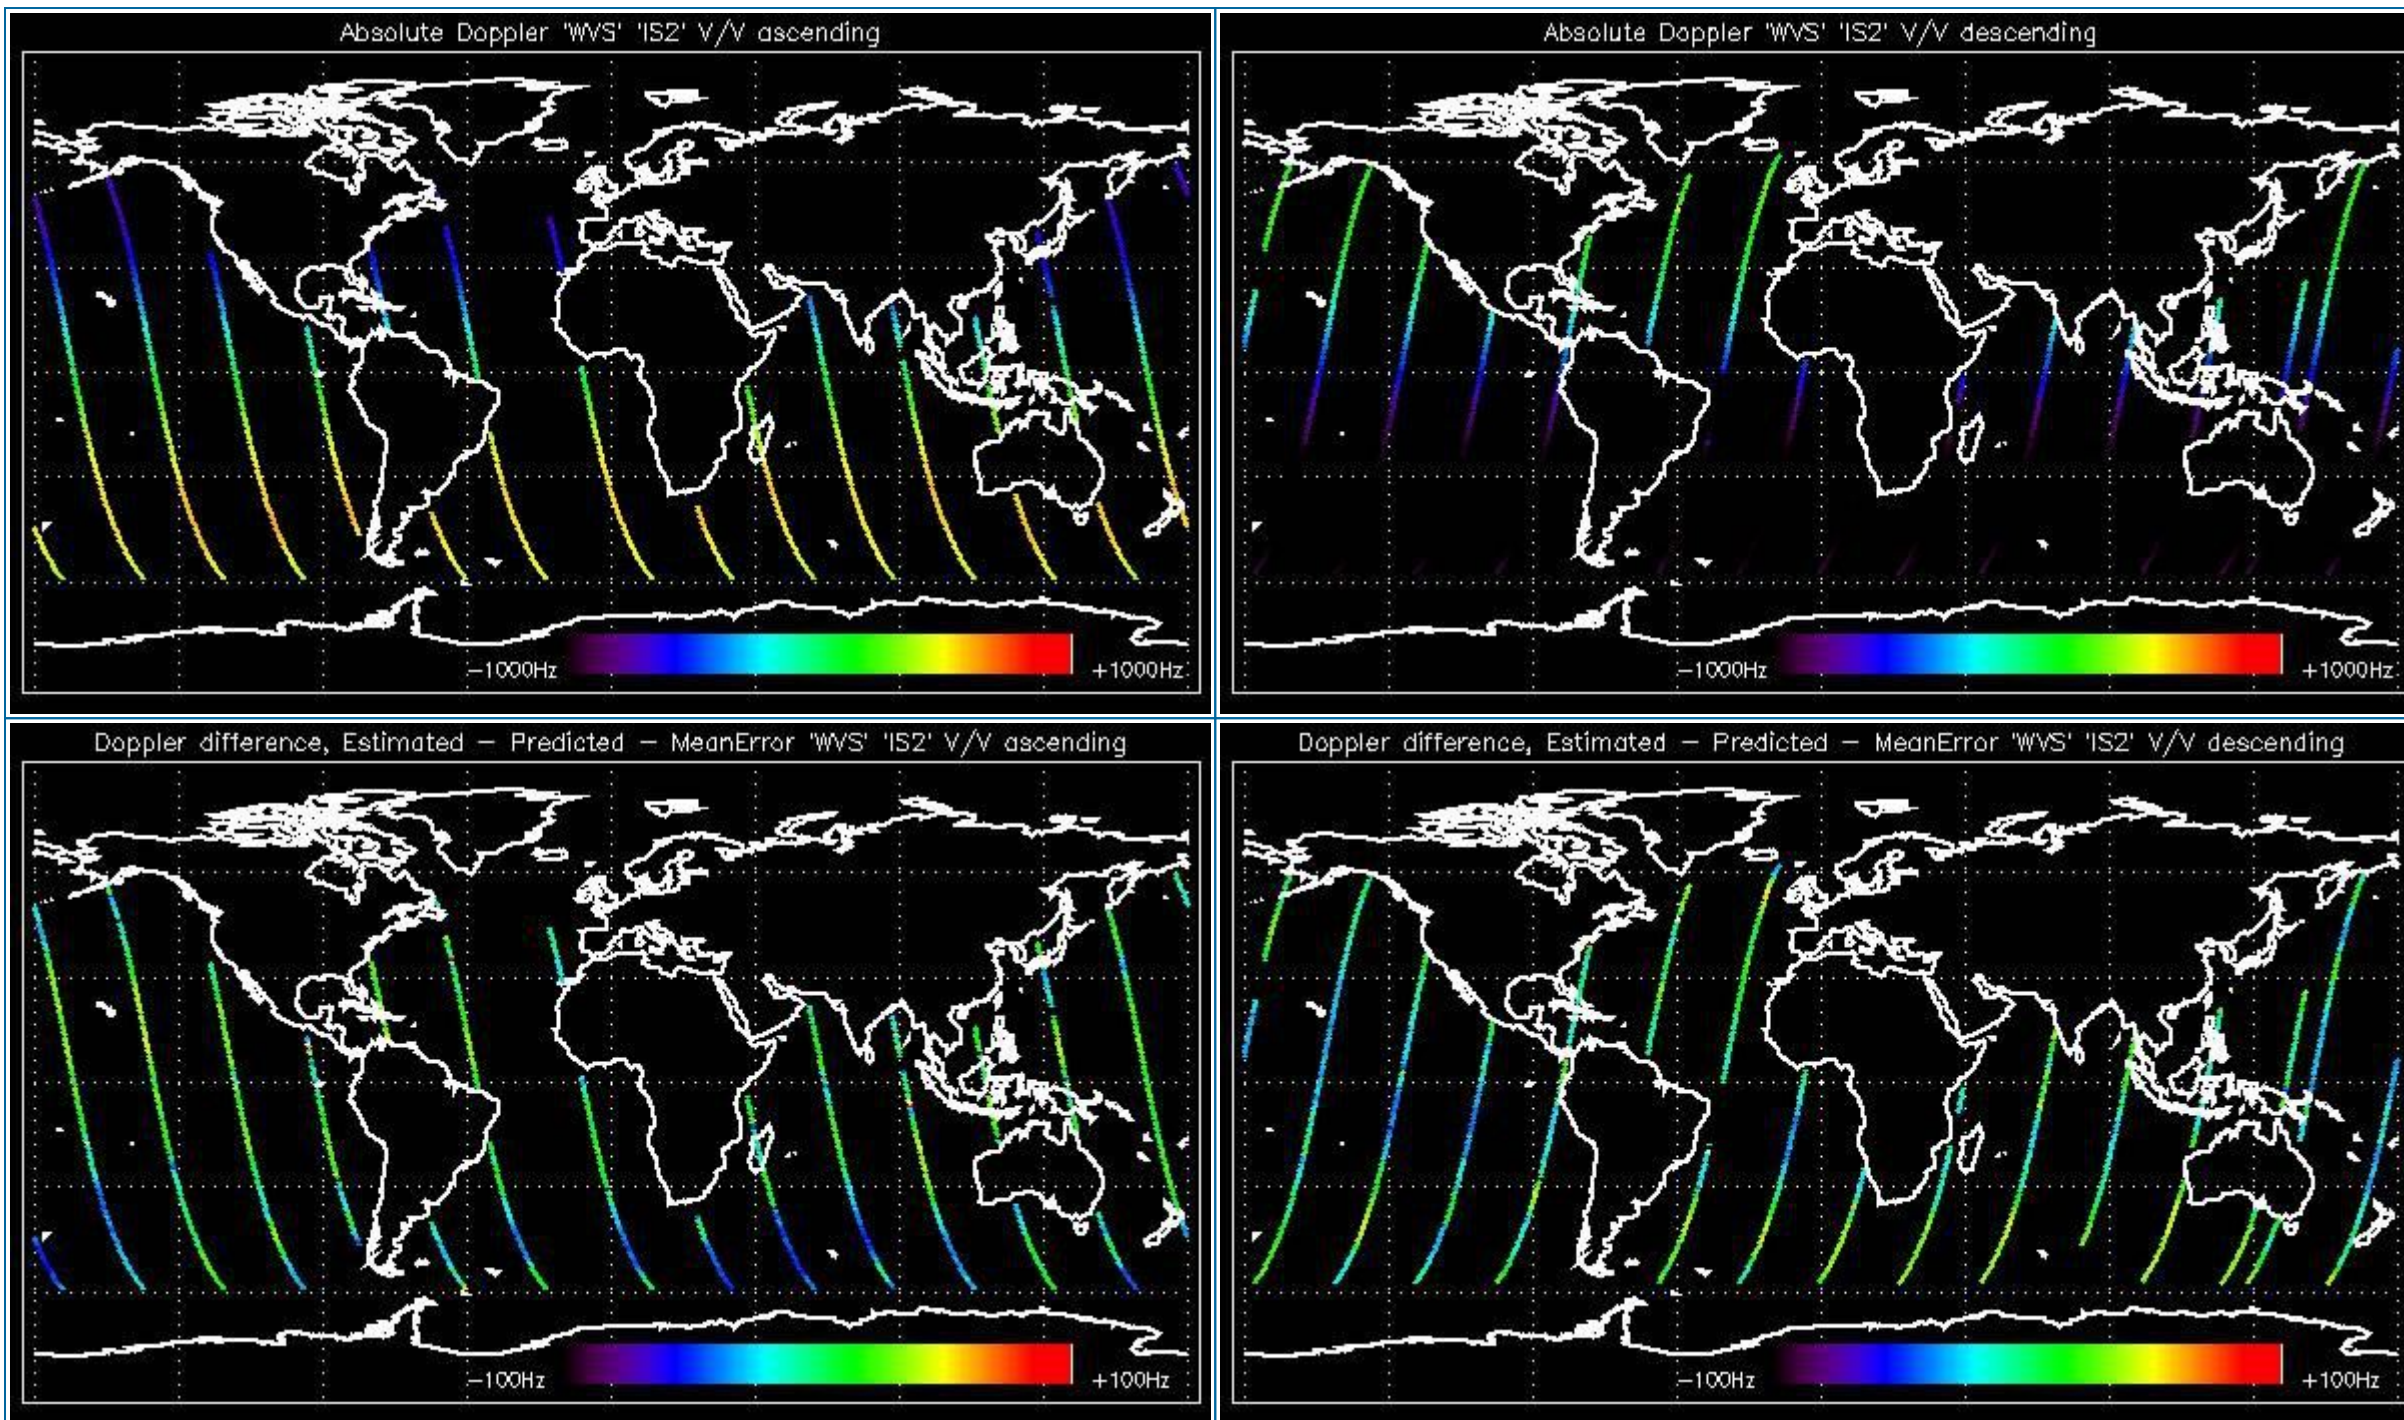 Absolute Doppler 'WVS' 'IS2' V/V ascending
-1000Hz
+1000Hz
Absolute Doppler 'WVS' 'IS2' V/V descending
-1000Hz
+1000Hz
Doppler difference, Estimated - Predicted - MeanError 'WVS' 'IS2' V/V ascending
-100Hz
+100Hz
Doppler difference, Estimated - Predicted - MeanError 'WVS' 'IS2' V/V descending
-100Hz
+100Hz